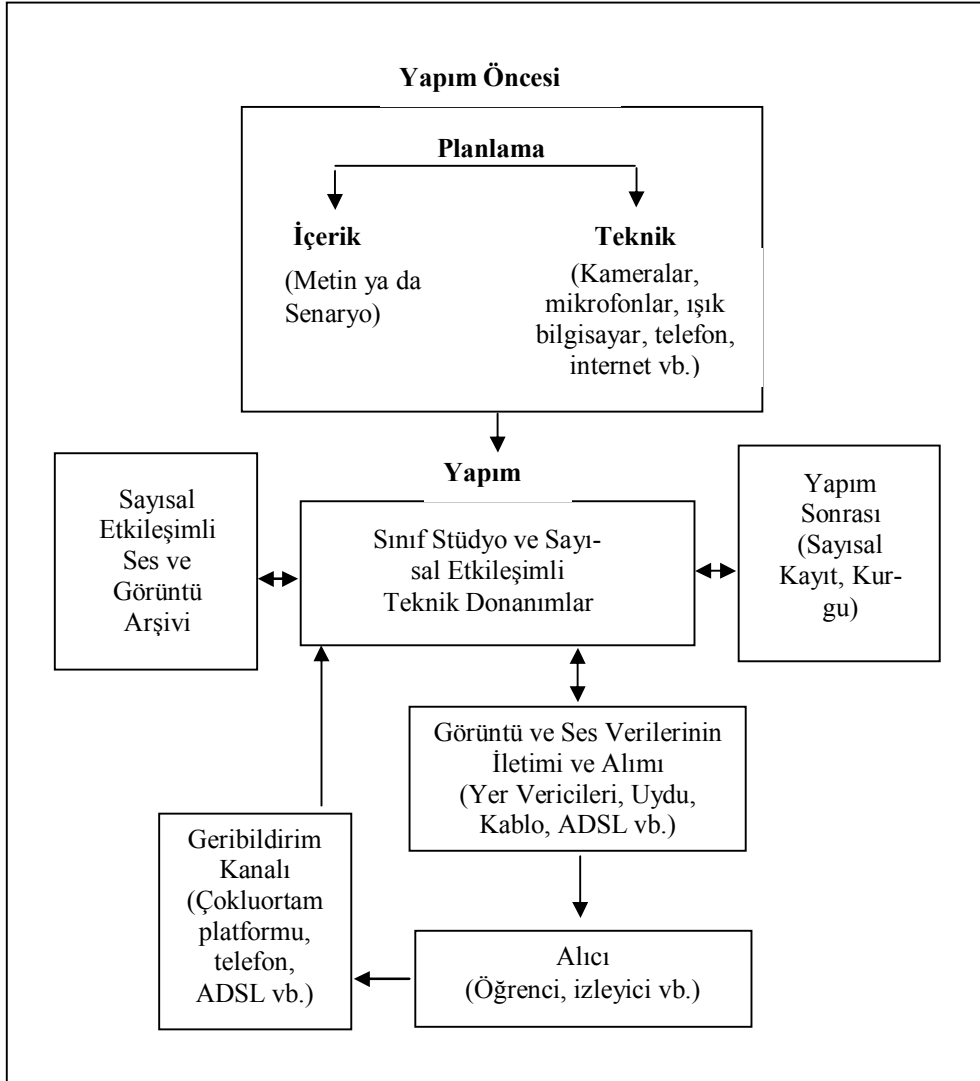 Yapım Öncesi
Planlama
İçerik
(Metin ya da
Senaryo)
Teknik
(Kameralar,
mikrofonlar, ışık
bilgisayar, telefon,
internet vb.)
Yapım
Sayısal
Etkileşimli
Ses ve
Görüntü
Arşivi
Sınıf Stüdyo ve Sayı-
sal Etkileşimli
Teknik Donanımlar
Yapım
Sonrası
(Sayısal
Kayıt, Kur-
gu)
Görüntü ve Ses Verilerinin
İletimi ve Alımı
(Yer Vericileri, Uydu,
Kablo, ADSL vb.)
Geribildirim
Kanalı
(Çokluortam
platformu,
telefon,
ADSL vb.)
Alıcı
(Öğrenci, izleyici vb.)